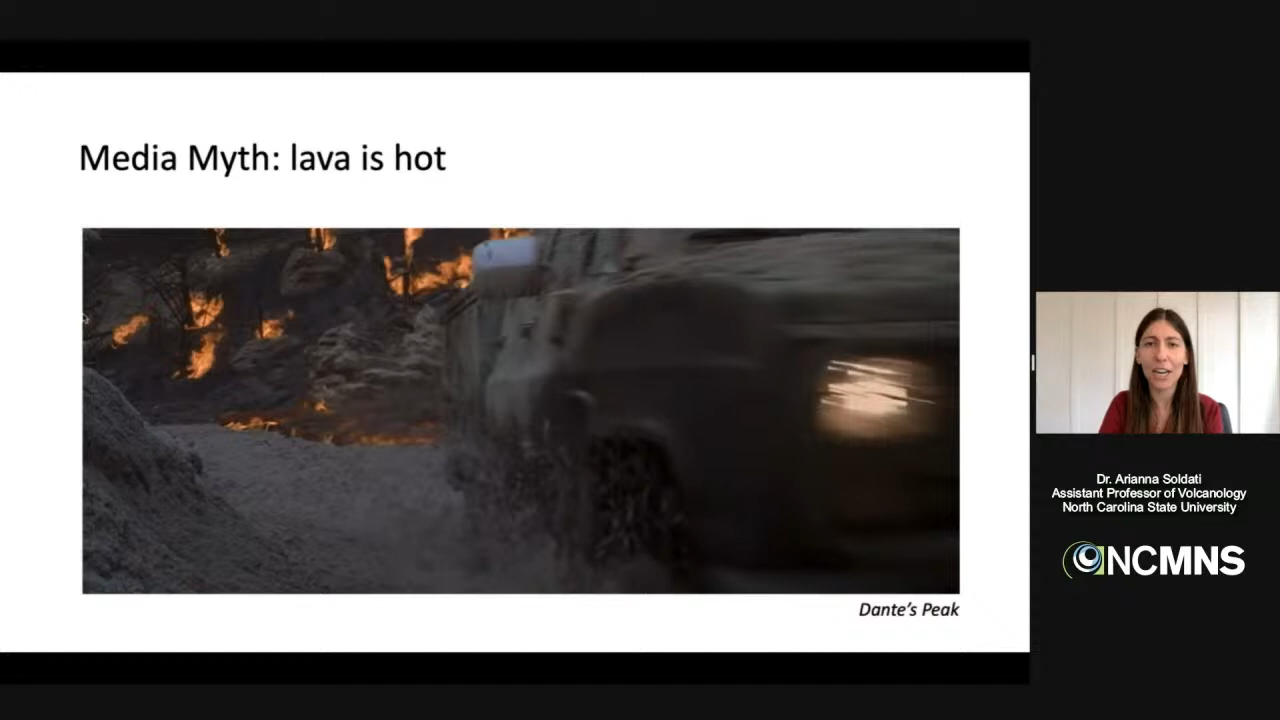 Media Myth: lava is hot
Dante's Peak
Dr. Arianna Soldati
Assistant Professor of Volcanology
North Carolina State University
NCMNS